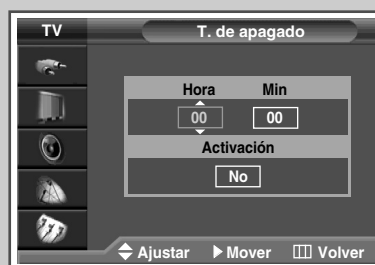 TV
T. de apagado
Hora Min
00 00
Activación
No
Ajustar Mover Volver